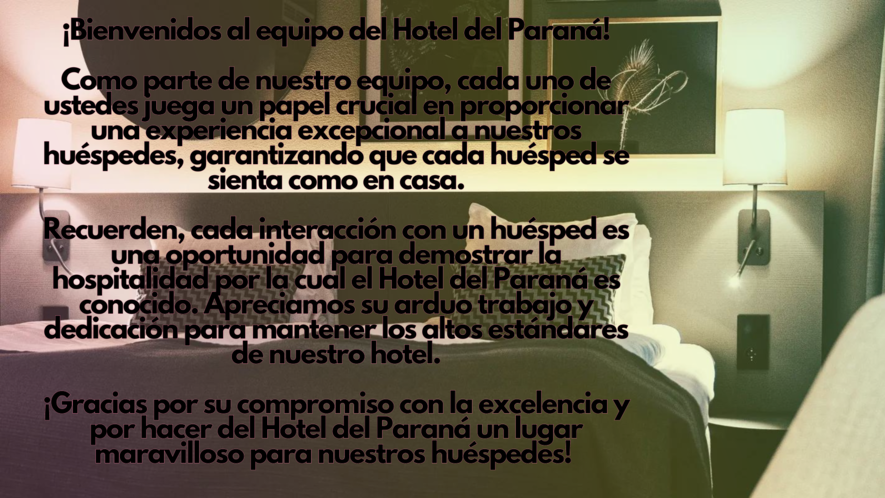 ¡Bienvenidos al equipo del Hotel del Paraná!
Como parte de nuestro equipo, cada uno de
ustedes juega un papel crucial en proporcionar
una experiencia excepcional a nuestros
huéspedes, garantizando que cada huésped se
sienta como en casa.
Recuerden, cada interacción con un huésped es
una oportunidad para demostrar la
hospitalidad por la cual el Hotel del Paraná es
conocido. Apreciamos su arduo trabajo y
dedicación para mantener los altos estándares
de nuestro hotel.
¡Gracias por su compromiso con la excelencia y
por hacer del Hotel del Paraná un lugar
maravilloso para nuestros huéspedes!